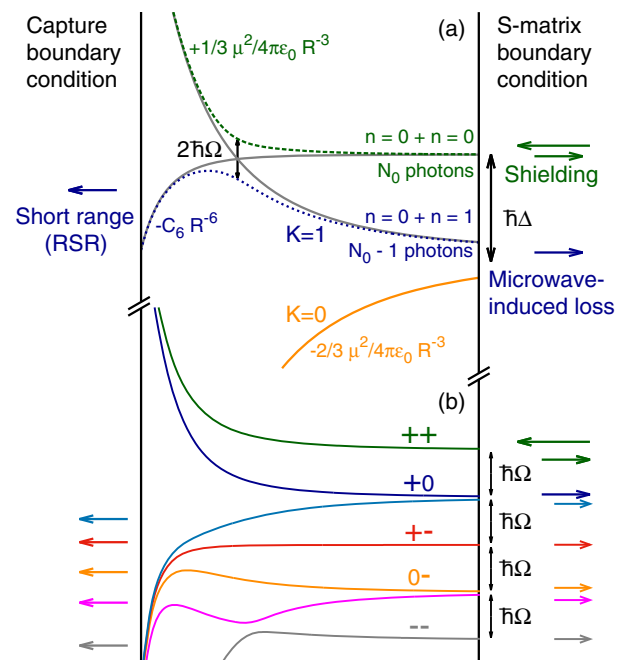 Capture
boundary
condition
(a)
S-matrix
boundary
condition
+1/3 μ²/4πε₀ R⁻³
2ħΩ
n = 0 + n = 0
N₀ photons
Shielding
Short range
(RSR)
-C₆ R⁻⁶
K=1
n = 0 + n = 1
N₀ - 1 photons
ħΔ
Microwave-
induced loss
K=0
-2/3 μ²/4πε₀ R⁻³
(b)
++
ħΩ
+0
ħΩ
+-
ħΩ
0-
ħΩ
--